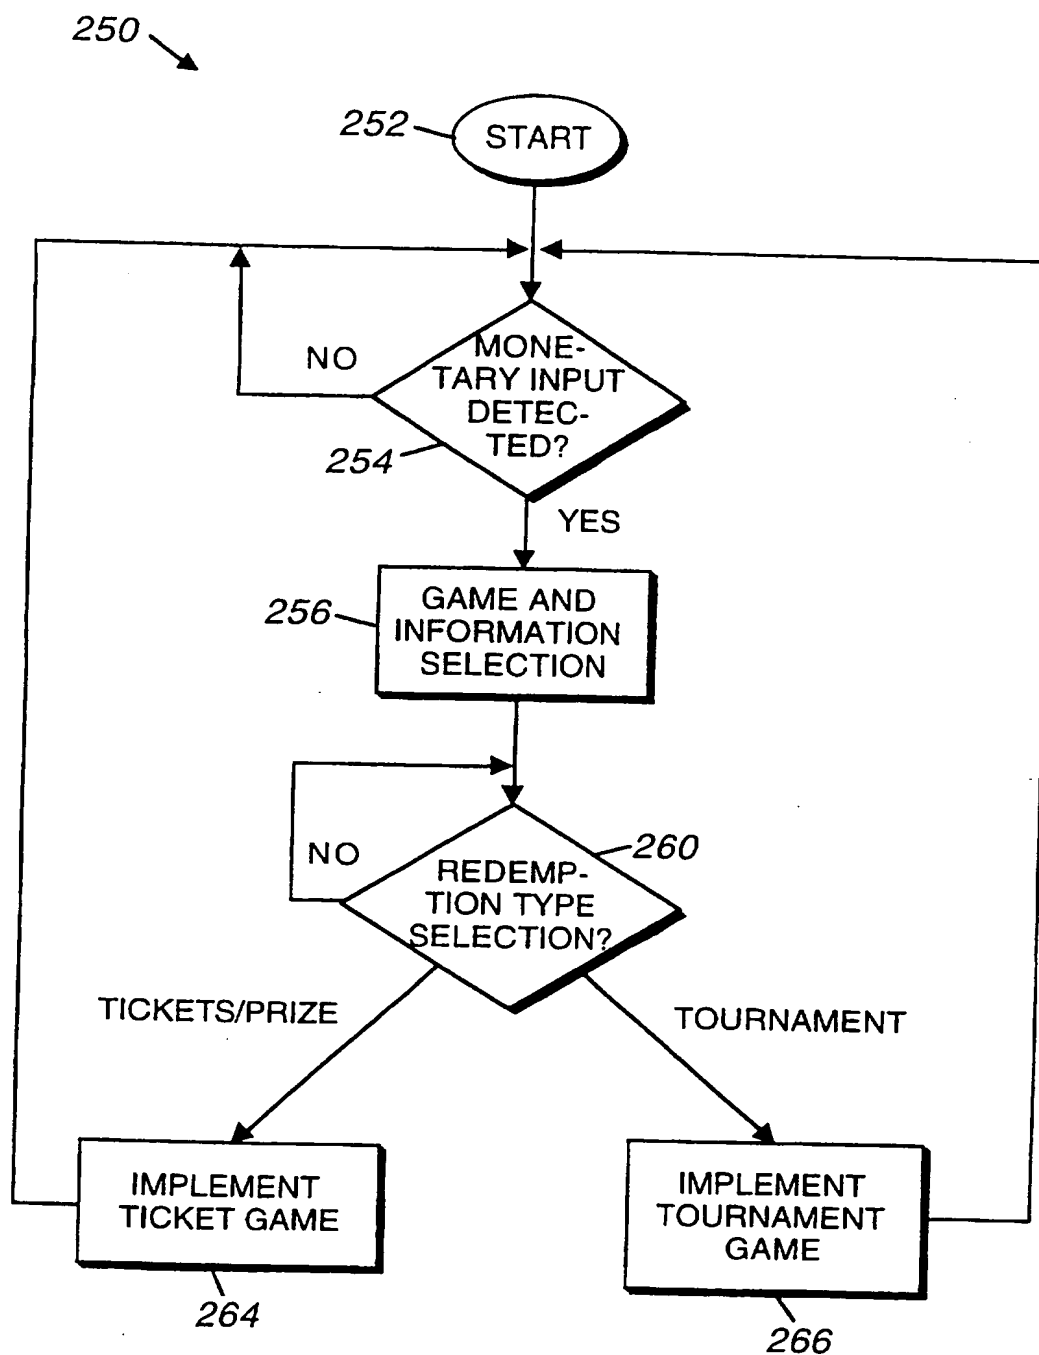 250
252
START
NO
MONE-
TARY INPUT
DETEC-
TED?
254
YES
256
GAME AND
INFORMATION
SELECTION
NO
260
REDEMP-
TION TYPE
SELECTION?
TICKETS/PRIZE
TOURNAMENT
IMPLEMENT
TICKET GAME
264
IMPLEMENT
TOURNAMENT
GAME
266